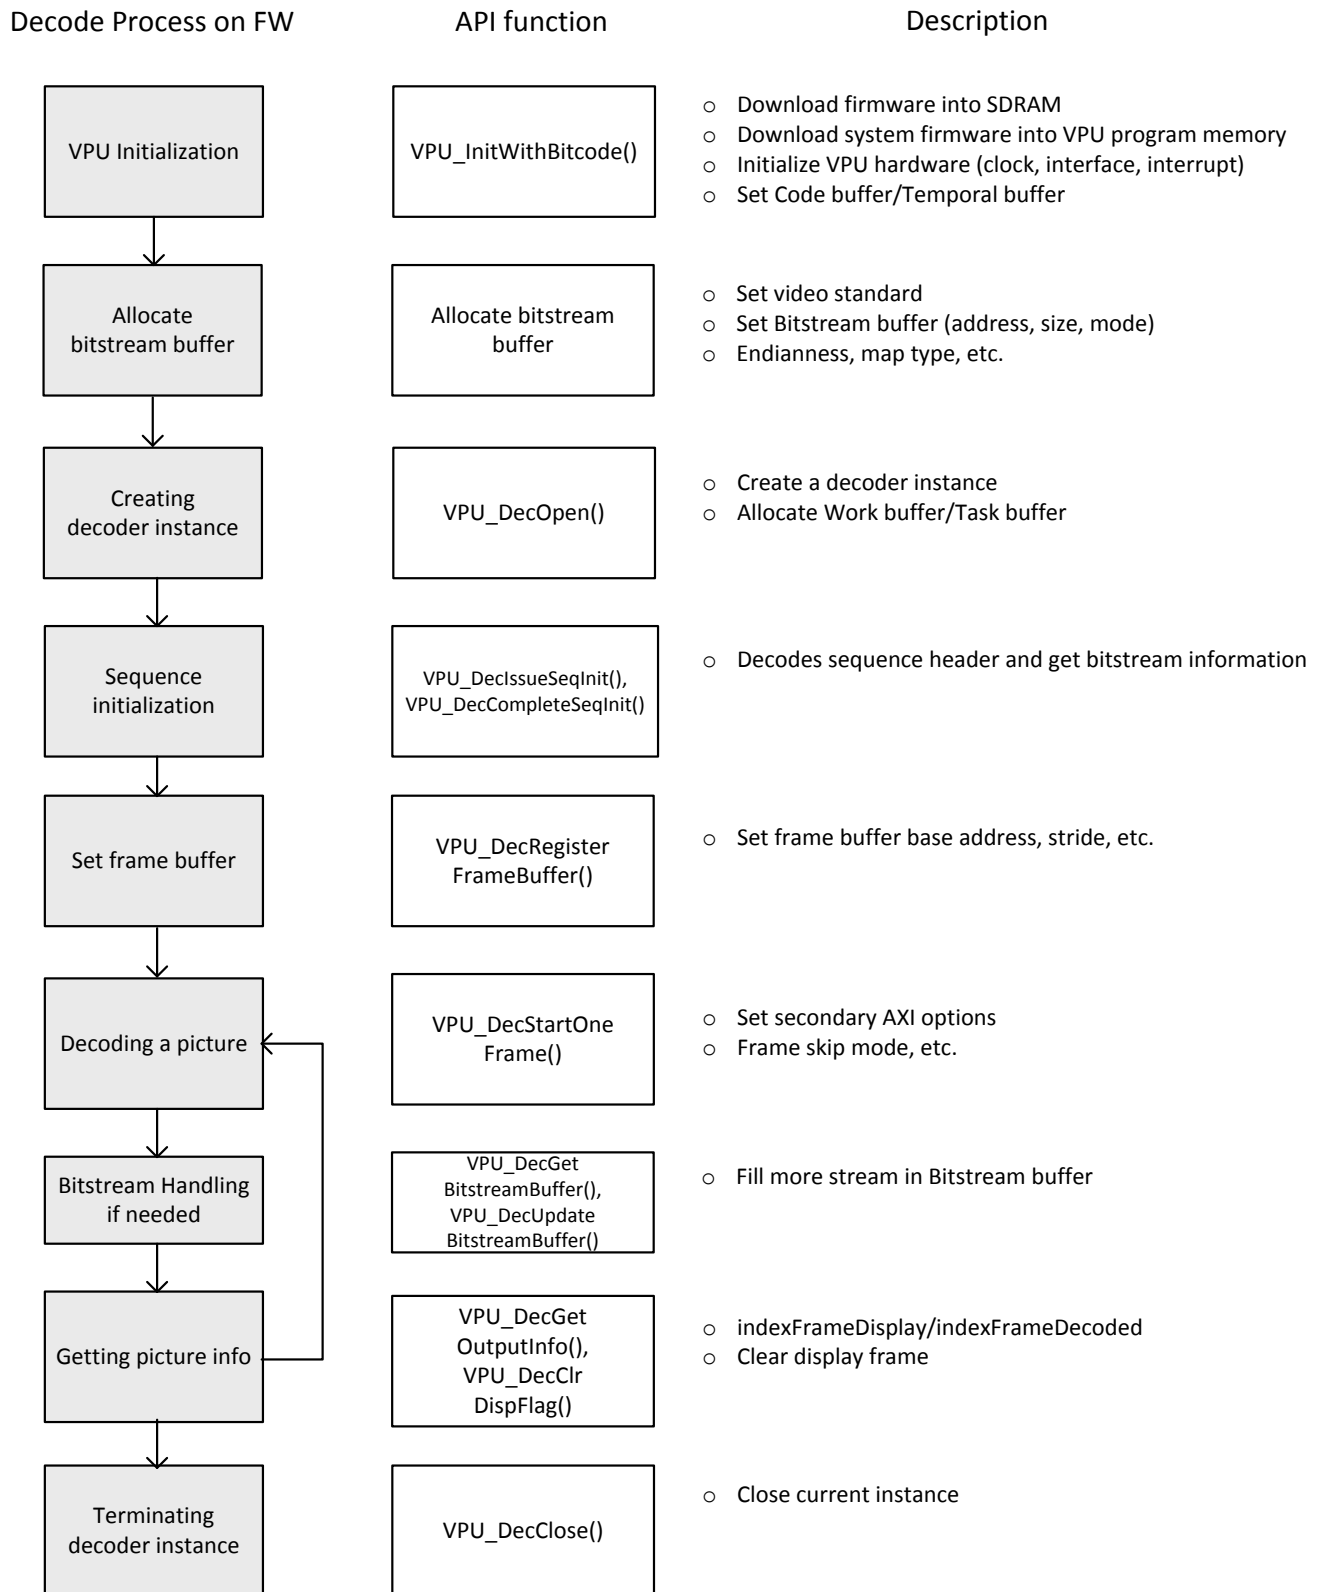 Decode Process on FW
API function
Description
VPU Initialization
VPU_InitWithBitcode()
o Download firmware into SDRAM
o Download system firmware into VPU program memory
o Initialize VPU hardware (clock, interface, interrupt)
o Set Code buffer/Temporal buffer
Allocate
bitstream buffer
Allocate bitstream
buffer
o Set video standard
o Set Bitstream buffer (address, size, mode)
o Endianness, map type, etc.
Creating
decoder instance
VPU_DecOpen()
o Create a decoder instance
o Allocate Work buffer/Task buffer
Sequence
initialization
VPU_DecIssueSeqInit(),
VPU_DecCompleteSeqInit()
o Decodes sequence header and get bitstream information
Set frame buffer
VPU_DecRegister
FrameBuffer()
o Set frame buffer base address, stride, etc.
Decoding a picture
VPU_DecStartOne
Frame()
o Set secondary AXI options
o Frame skip mode, etc.
Bitstream Handling
if needed
VPU_DecGet
BitstreamBuffer(),
VPU_DecUpdate
BitstreamBuffer()
o Fill more stream in Bitstream buffer
Getting picture info
VPU_DecGet
OutputInfo(),
VPU_DecClr
DispFlag()
o indexFrameDisplay/indexFrameDecoded
o Clear display frame
Terminating
decoder instance
VPU_DecClose()
o Close current instance